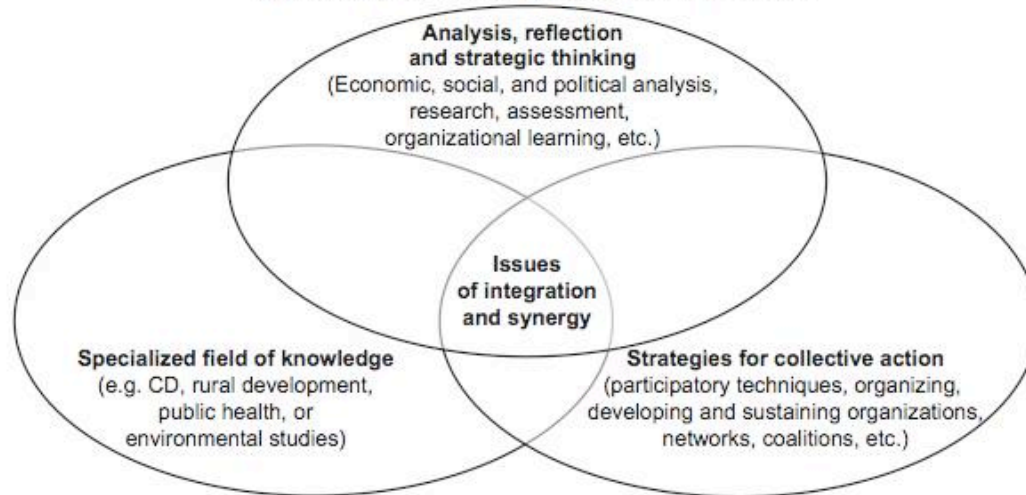 Analysis, reflection
and strategic thinking
(Economic, social, and political analysis,
research, assessment,
organizational learning, etc.)
Issues
of integration
and synergy
Specialized field of knowledge
(e.g. CD, rural development,
public health, or
environmental studies)
Strategies for collective action
(participatory techniques, organizing,
developing and sustaining organizations,
networks, coalitions, etc.)